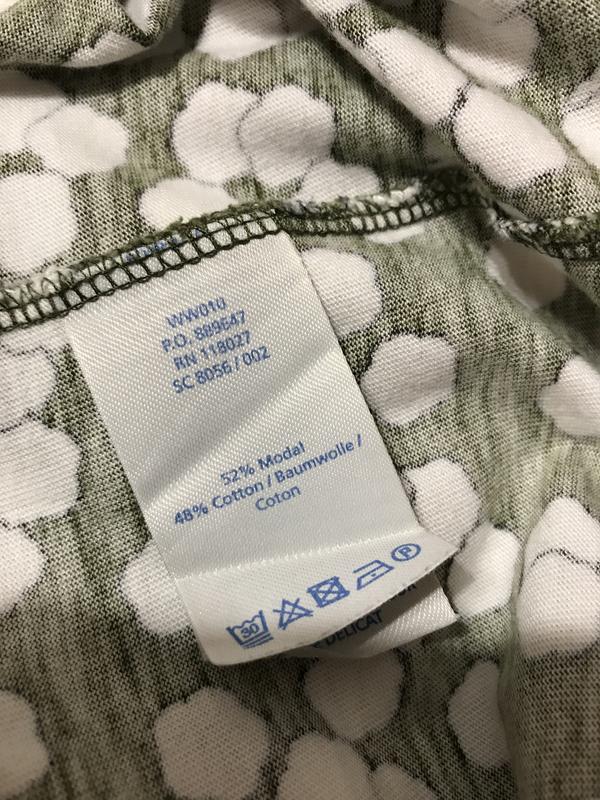 WW010
P.O. 889647
RN 118027
SC 8056 / 002
52% Modal
48% Cotton / Baumwolle /
Coton
30
P
DELICAT